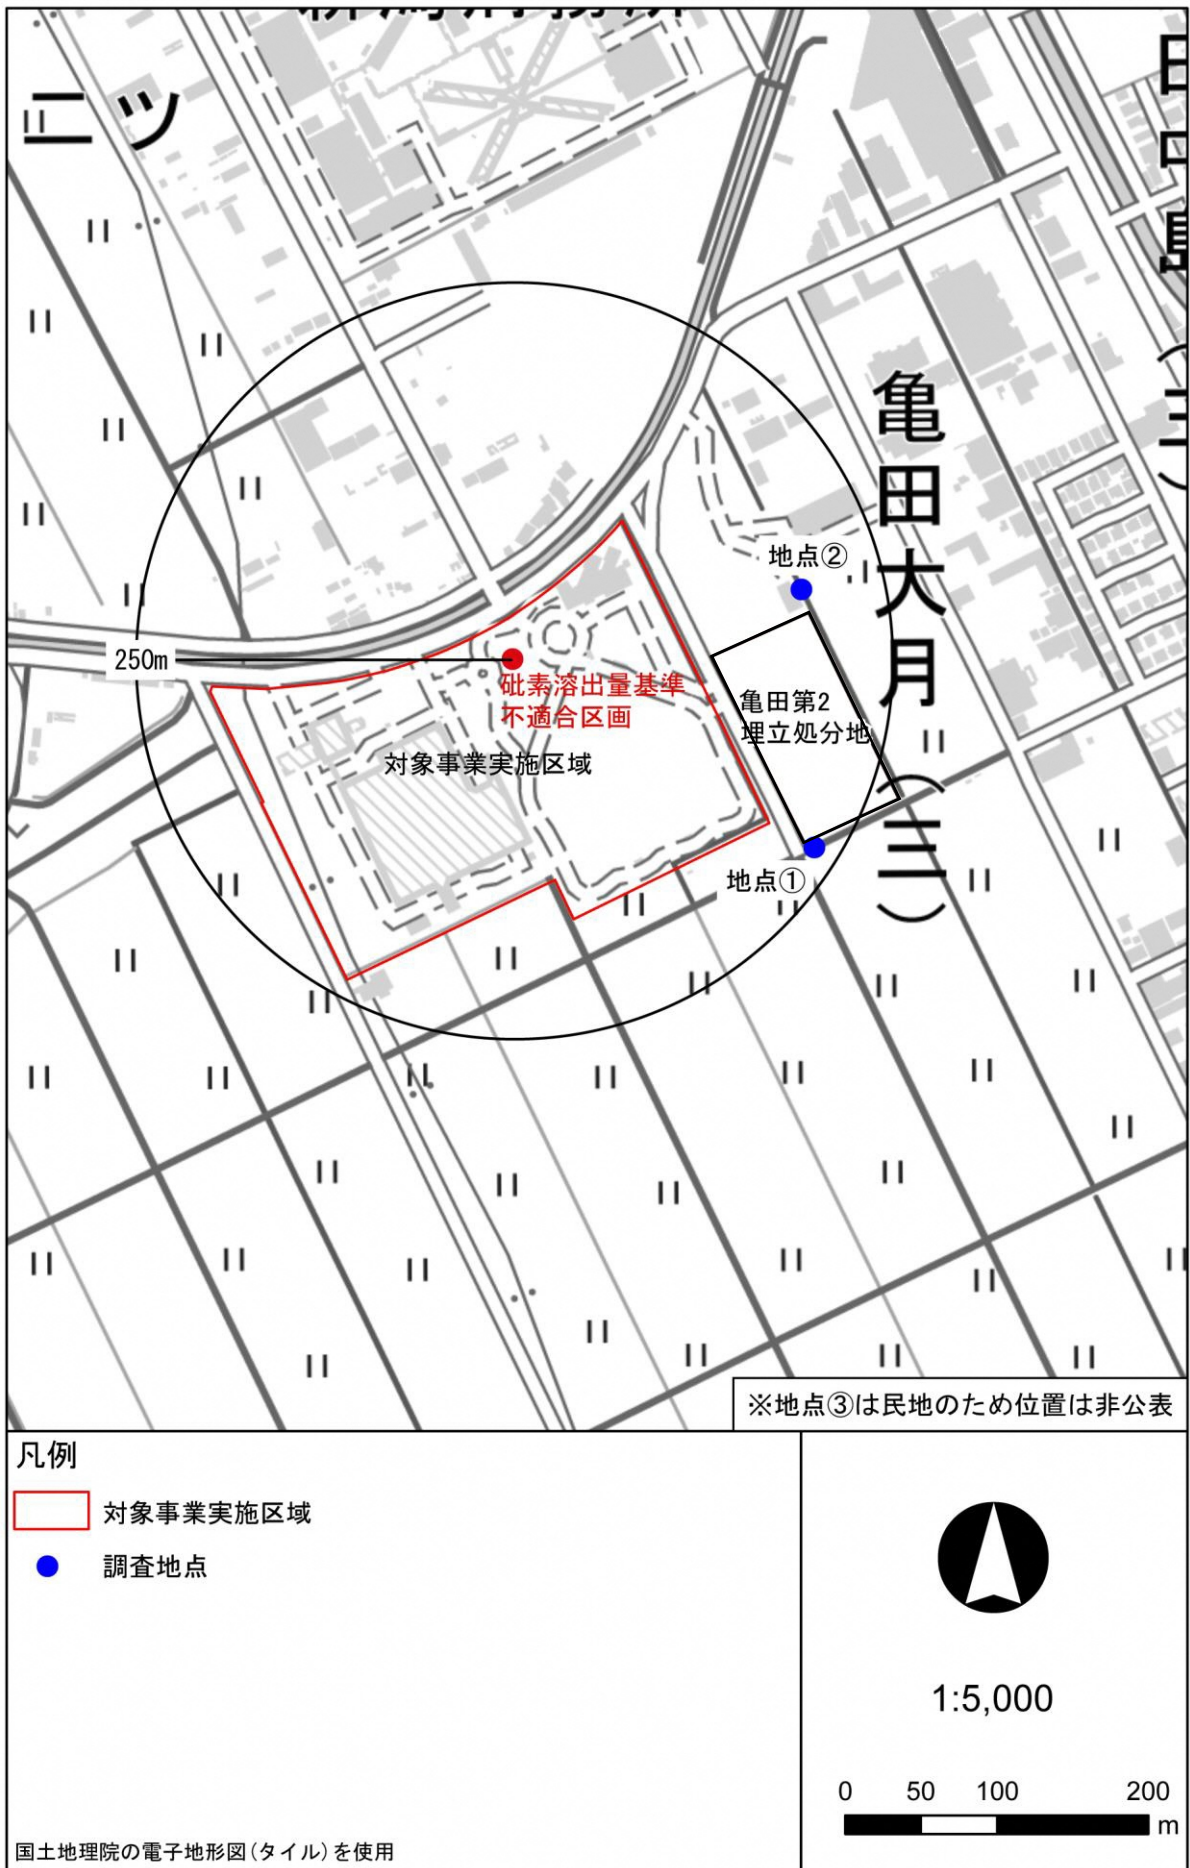 二ツ
亀田大月(三)
地点②
250m
砒素溶出量基準
不適合区画
亀田第2
埋立処分地
対象事業実施区域
地点①
※地点③は民地のため位置は非公表
凡例
対象事業実施区域
調査地点
1:5,000
0 50 100 200
m
国土地理院の電子地形図(タイル)を使用